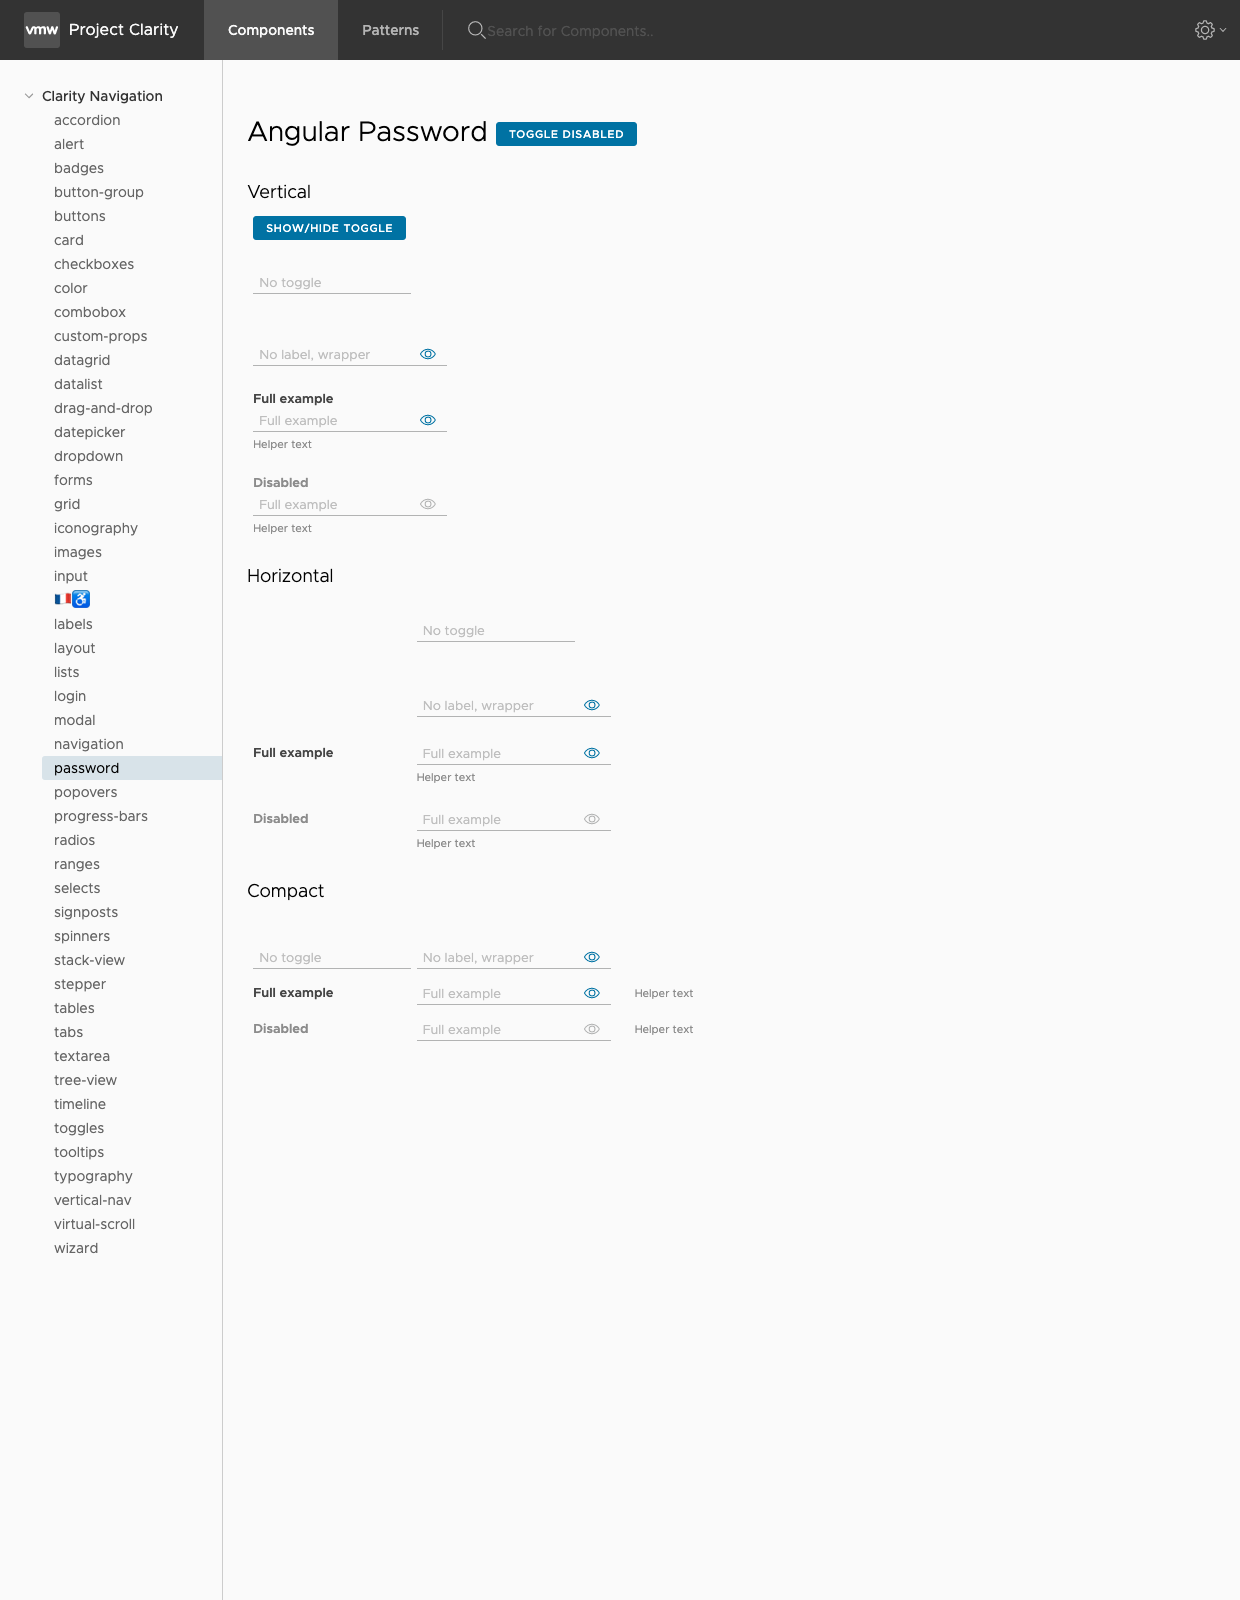 vmw Project Clarity Components Patterns Search for Components..
Clarity Navigation
accordion
alert
badges
button-group
buttons
card
checkboxes
color
combobox
custom-props
datagrid
datalist
drag-and-drop
datepicker
dropdown
forms
grid
iconography
images
input
🇫🇷♿
labels
layout
lists
login
modal
navigation
password
popovers
progress-bars
radios
ranges
selects
signposts
spinners
stack-view
stepper
tables
tabs
textarea
tree-view
timeline
toggles
tooltips
typography
vertical-nav
virtual-scroll
wizard
Angular Password TOGGLE DISABLED
Vertical
SHOW/HIDE TOGGLE
No toggle
No label, wrapper
Full example
Full example
Helper text
Disabled
Full example
Helper text
Horizontal
No toggle
No label, wrapper
Full example Full example
Helper text
Disabled Full example
Helper text
Compact
No toggle No label, wrapper
Full example Full example Helper text
Disabled Full example Helper text